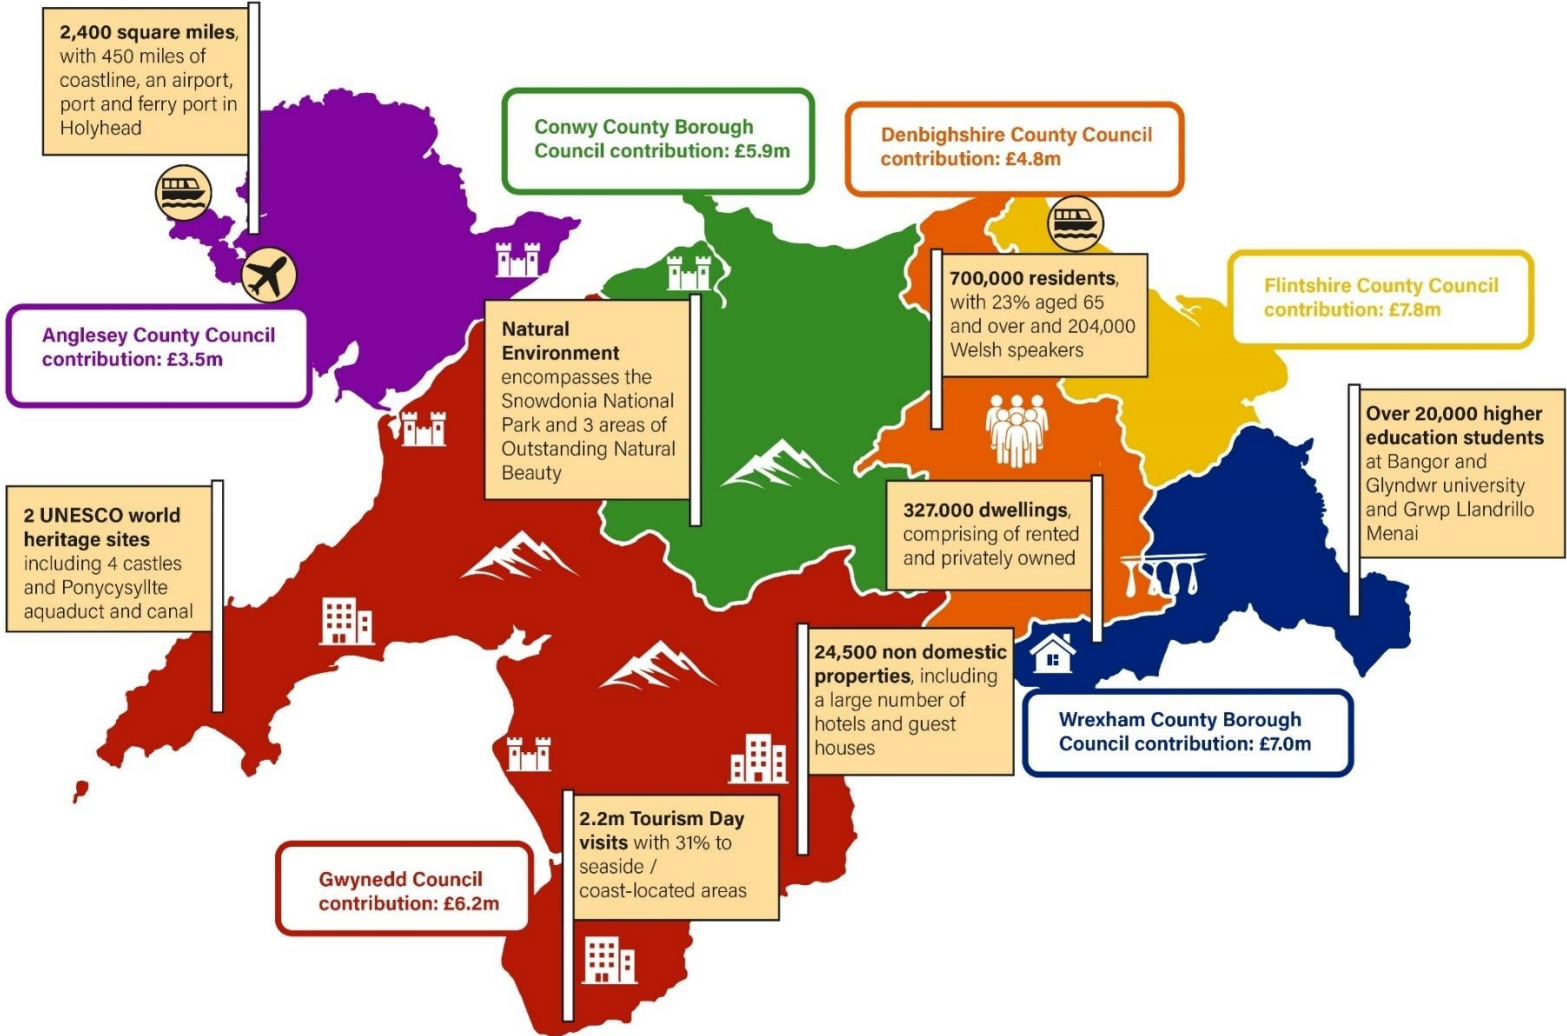 2,400 square miles,
with 450 miles of
coastline, an airport,
port and ferry port in
Holyhead
Conwy County Borough
Council contribution: £5.9m
Denbighshire County Council
contribution: £4.8m
700,000 residents,
with 23% aged 65
and over and 204,000
Welsh speakers
Flintshire County Council
contribution: £7.8m
Anglesey County Council
contribution: £3.5m
Natural
Environment
encompasses the
Snowdonia National
Park and 3 areas of
Outstanding Natural
Beauty
Over 20,000 higher
education students
at Bangor and
Glyndwr university
and Grwp Llandrillo
Menai
2 UNESCO world
heritage sites
including 4 castles
and Ponycysyllte
aquaduct and canal
327.000 dwellings,
comprising of rented
and privately owned
24,500 non domestic
properties, including
a large number of
hotels and guest
houses
Wrexham County Borough
Council contribution: £7.0m
2.2m Tourism Day
visits with 31% to
seaside /
coast-located areas
Gwynedd Council
contribution: £6.2m